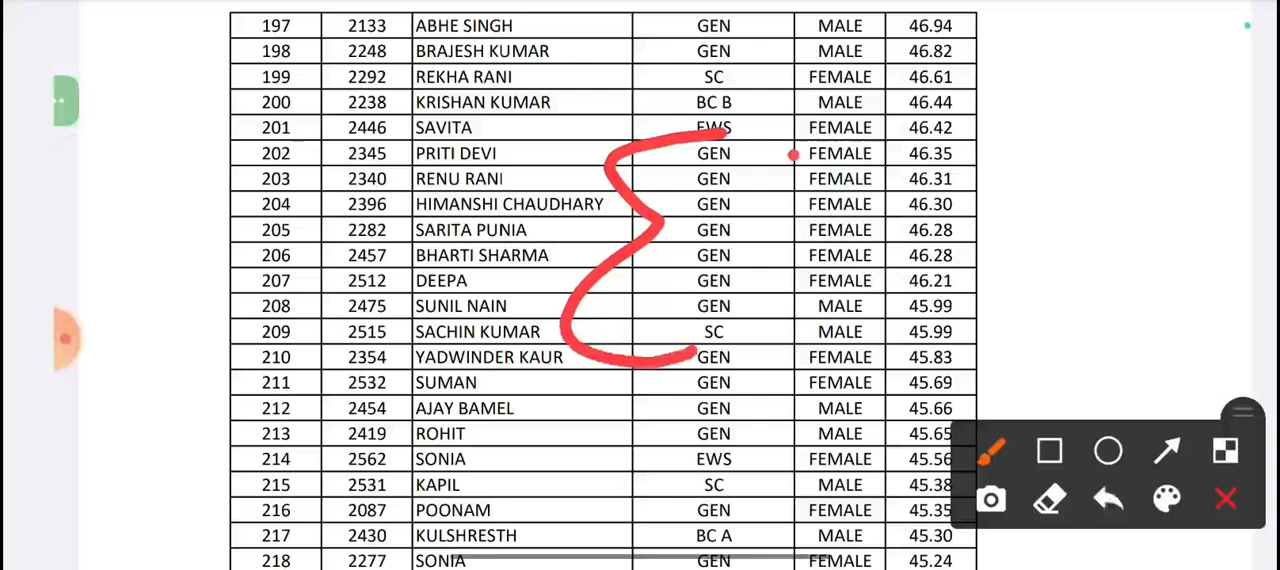 197 2133 ABHE SINGH GEN MALE 46.94
198 2248 BRAJESH KUMAR GEN MALE 46.82
199 2292 REKHA RANI SC FEMALE 46.61
200 2238 KRISHAN KUMAR BC B MALE 46.44
201 2446 SAVITA EWS FEMALE 46.42
202 2345 PRITI DEVI GEN FEMALE 46.35
203 2340 RENU RANI GEN FEMALE 46.31
204 2396 HIMANSHI CHAUDHARY GEN FEMALE 46.30
205 2282 SARITA PUNIA GEN FEMALE 46.28
206 2457 BHARTI SHARMA GEN FEMALE 46.28
207 2512 DEEPA GEN FEMALE 46.21
208 2475 SUNIL NAIN GEN MALE 45.99
209 2515 SACHIN KUMAR SC MALE 45.99
210 2354 YADWINDER KAUR GEN FEMALE 45.83
211 2532 SUMAN GEN FEMALE 45.69
212 2454 AJAY BAMEL GEN MALE 45.66
213 2419 ROHIT GEN MALE 45.65
214 2562 SONIA EWS FEMALE 45.56
215 2531 KAPIL SC MALE 45.38
216 2087 POONAM GEN FEMALE 45.35
217 2430 KULSHRESTH BC A MALE 45.30
218 2277 SONIA GEN FEMALE 45.24